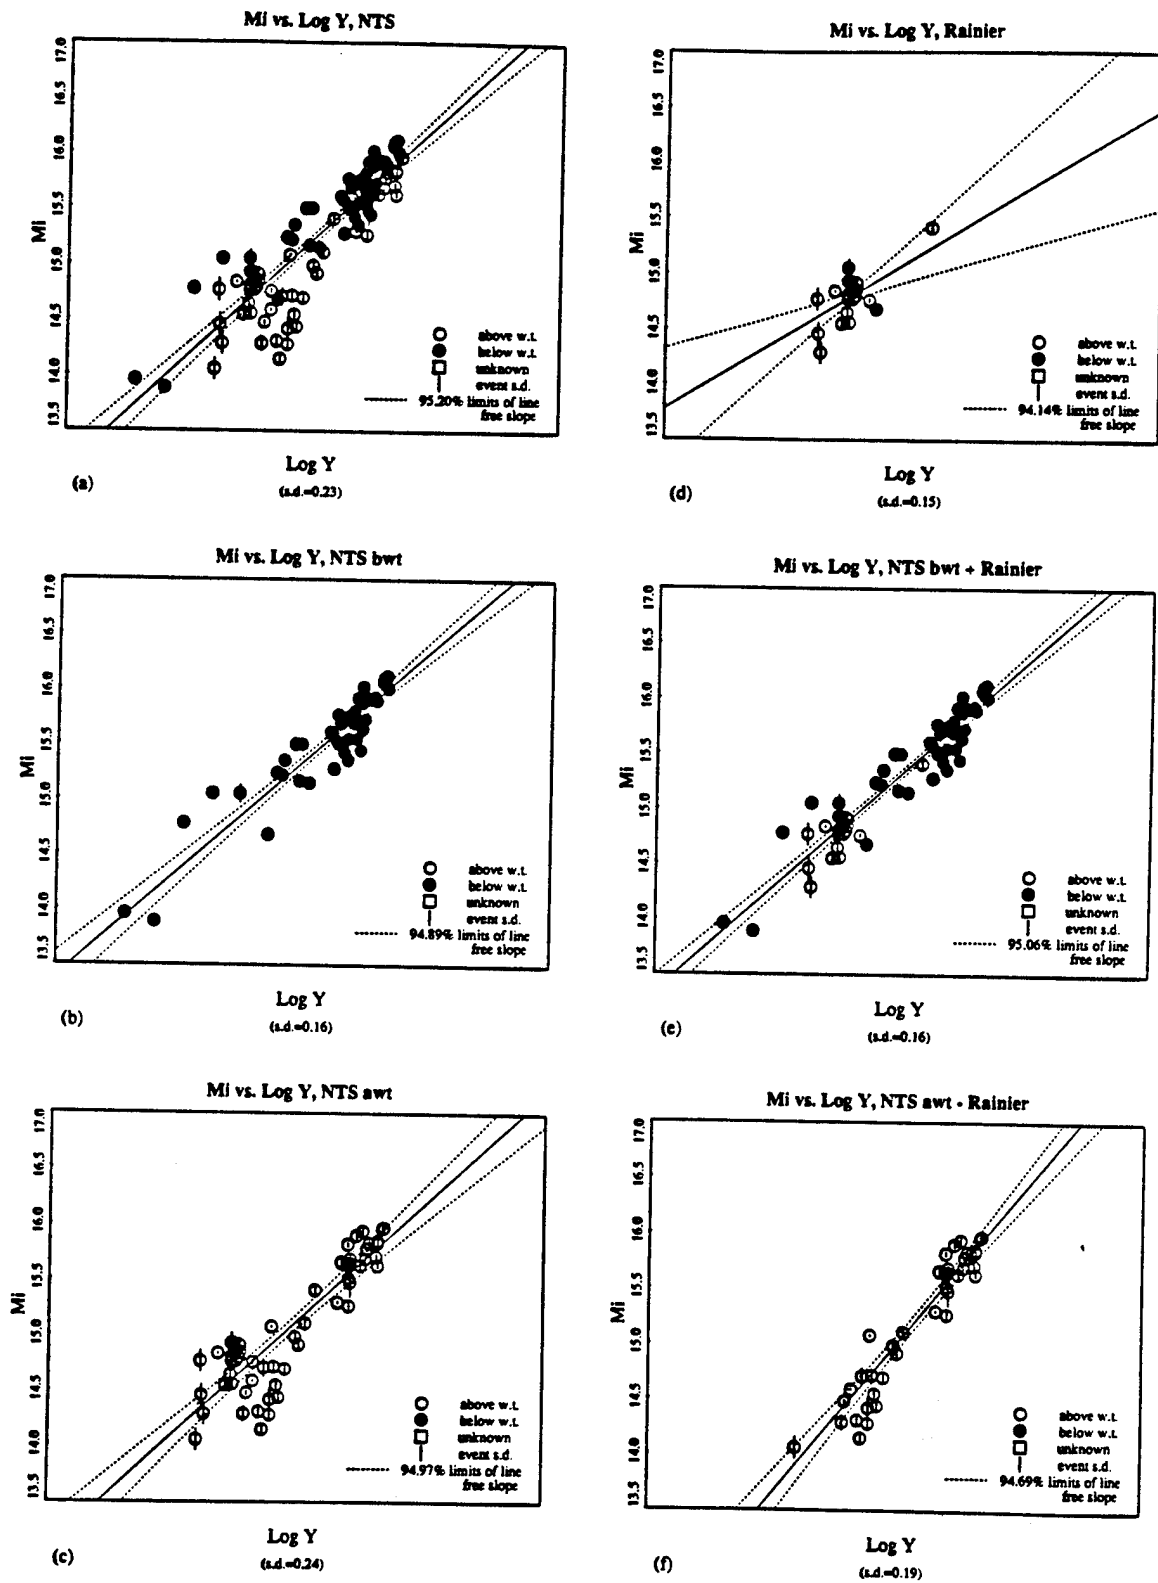 Mi vs. Log Y, NTS
17.0
16.5
16.0
15.5
15.0
14.5
14.0
13.5
Mi
above w.t.
below w.t.
unknown
event s.d.
95.20% limits of line
free slope
Log Y
(s.d.=0.23)
(a)
Mi vs. Log Y, Rainier
17.0
16.5
16.0
15.5
15.0
14.5
14.0
13.5
Mi
above w.t.
below w.t.
unknown
event s.d.
94.14% limits of line
free slope
Log Y
(s.d.=0.15)
(d)
Mi vs. Log Y, NTS bwt
17.0
16.5
16.0
15.5
15.0
14.5
14.0
13.5
Mi
above w.t.
below w.t.
unknown
event s.d.
94.89% limits of line
free slope
Log Y
(s.d.=0.16)
(b)
Mi vs. Log Y, NTS bwt + Rainier
17.0
16.5
16.0
15.5
15.0
14.5
14.0
13.5
Mi
above w.t.
below w.t.
unknown
event s.d.
95.06% limits of line
free slope
Log Y
(s.d.=0.16)
(e)
Mi vs. Log Y, NTS awt
17.0
16.5
16.0
15.5
15.0
14.5
14.0
13.5
Mi
above w.t.
below w.t.
unknown
event s.d.
94.97% limits of line
free slope
Log Y
(s.d.=0.24)
(c)
Mi vs. Log Y, NTS awt - Rainier
17.0
16.5
16.0
15.5
15.0
14.5
14.0
13.5
Mi
above w.t.
below w.t.
unknown
event s.d.
94.69% limits of line
free slope
Log Y
(s.d.=0.19)
(f)